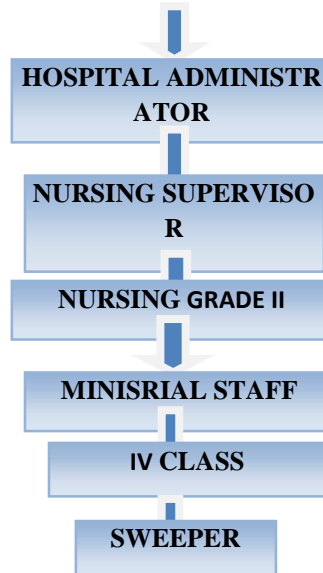 HOSPITAL ADMINISTR
ATOR
NURSING SUPERVISO
R
NURSING GRADE II
MINISRIAL STAFF
IV CLASS
SWEEPER